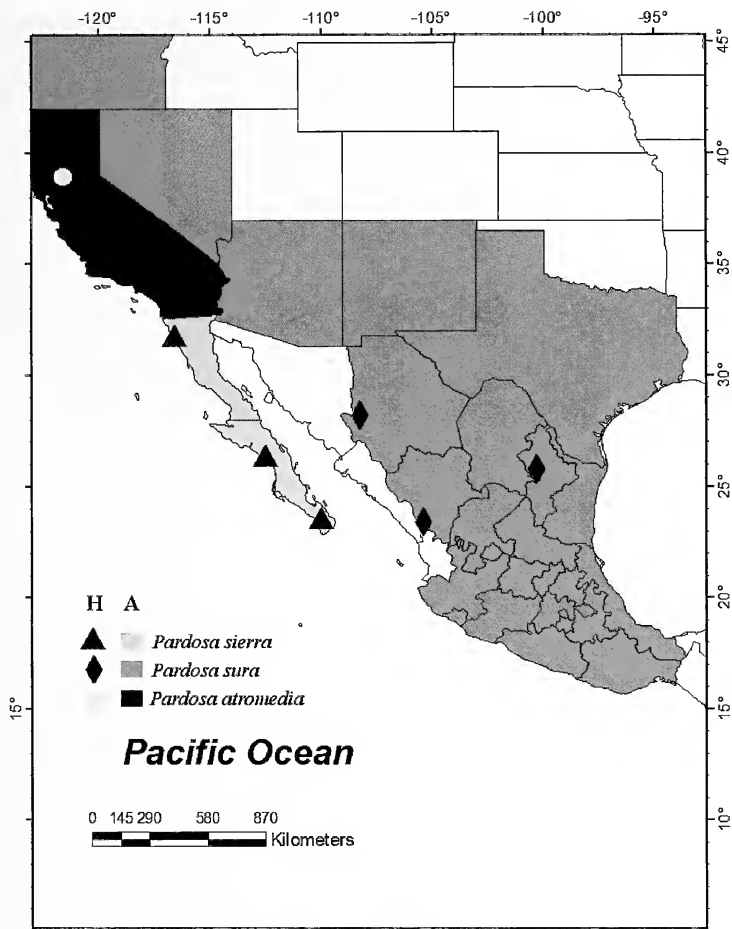 -120° -115° -110° -105° -100° -95°
45°
40°
35°
30°
25°
20°
15° 15°
10°
H A
Pardosa sierra
Pardosa sura
Pardosa atromedia
Pacific Ocean
0 145 290 580 870
Kilometers